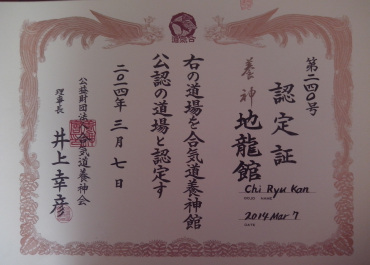 第二四〇号
認定証
養神
地龍館
Chi Ryu Kan
DOJO NAME
2014 Mar 7
DATE
右の道場を合気道養神館
公認の道場と認定す
二〇一四年 三月 七日
公益財団法人合気道養神会
理事長 井上幸彦